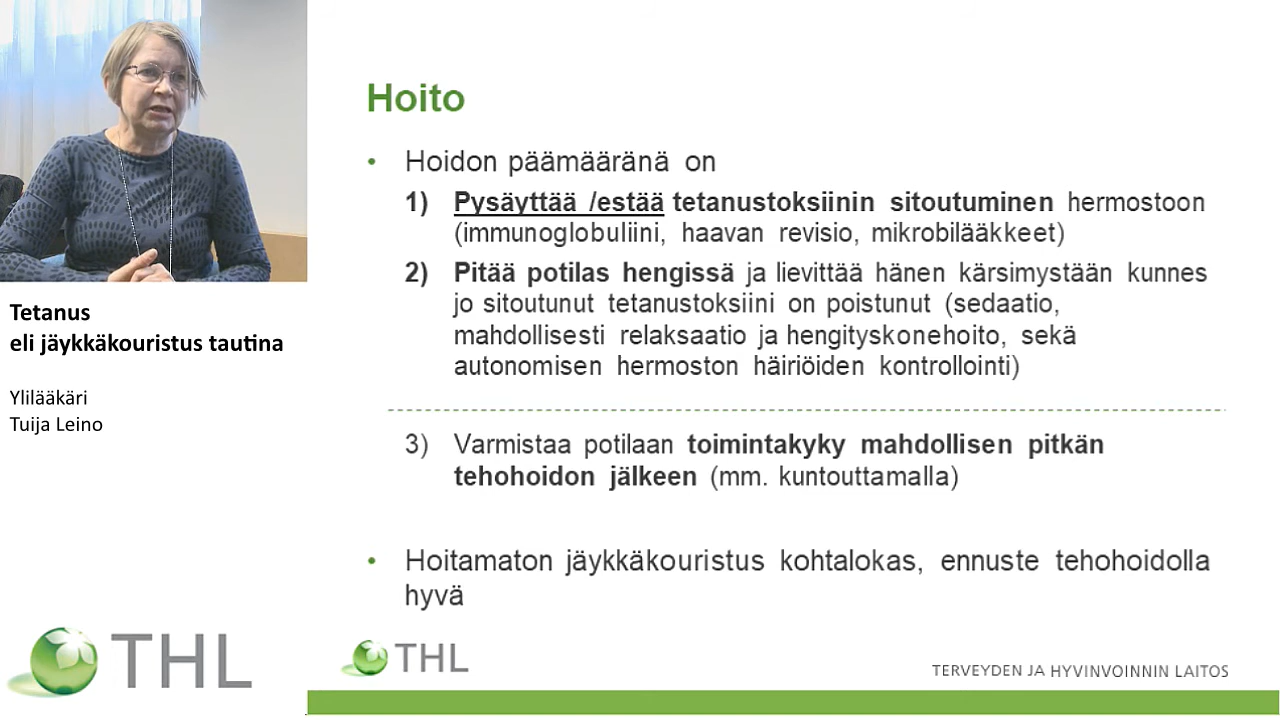 Hoito
• Hoidon päämääränä on
1) Pysäyttää /estää tetanustoksiinin sitoutuminen hermostoon
(immunoglobuliini, haavan revisio, mikrobilääkkeet)
2) Pitää potilas hengissä ja lievittää hänen kärsimystään kunnes
jo sitoutunut tetanustoksiini on poistunut (sedaatio,
mahdollisesti relaksaatio ja hengityskonehoito, sekä
autonomisen hermoston häiriöiden kontrollointi)
3) Varmistaa potilaan toimintakyky mahdollisen pitkän
tehohoidon jälkeen (mm. kuntouttamalla)
• Hoitamaton jäykkäkouristus kohtalokas, ennuste tehohoidolla
hyvä
THL
TERVEYDEN JA HYVINVOINNIN LAITOS
Tetanus
eli jäykkäkouristus tautina
Ylilääkäri
Tuija Leino
THL